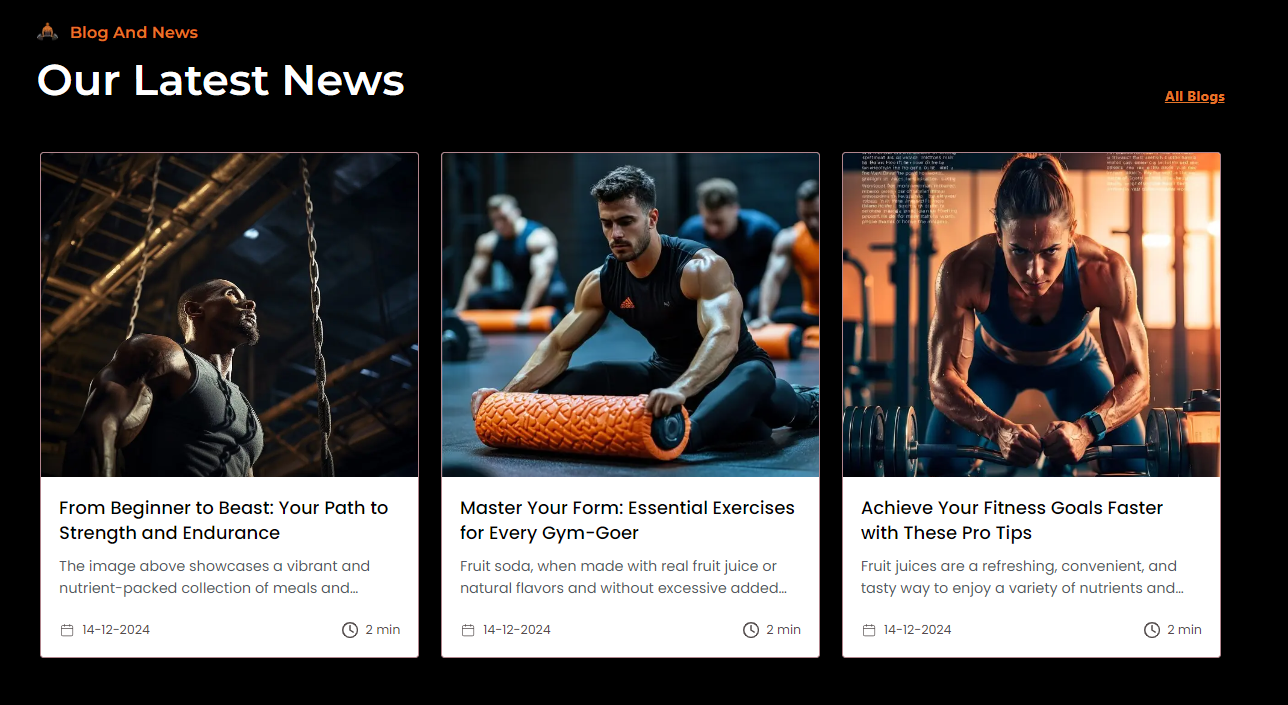 Blog And News
Our Latest News
All Blogs
From Beginner to Beast: Your Path to
Strength and Endurance
The image above showcases a vibrant and
nutrient-packed collection of meals and…
14-12-2024
2 min
Master Your Form: Essential Exercises
for Every Gym-Goer
Fruit soda, when made with real fruit juice or
natural flavors and without excessive added…
14-12-2024
2 min
Achieve Your Fitness Goals Faster
with These Pro Tips
Fruit juices are a refreshing, convenient, and
tasty way to enjoy a variety of nutrients and…
14-12-2024
2 min